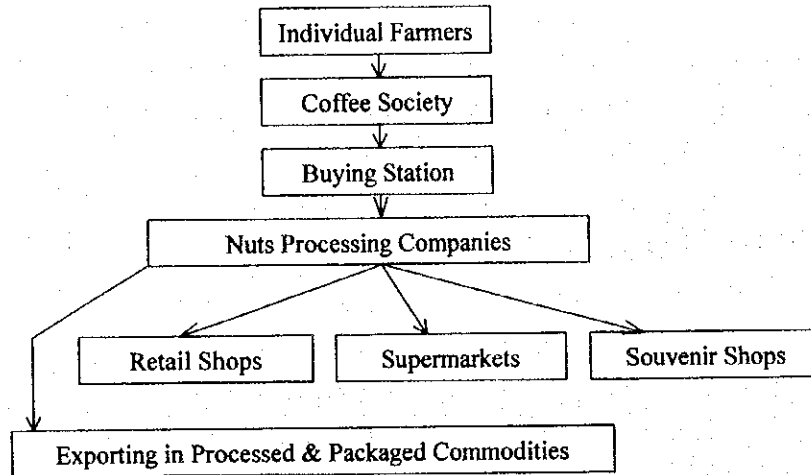 Individual Farmers
Coffee Society
Buying Station
Nuts Processing Companies
Retail Shops
Supermarkets
Souvenir Shops
Exporting in Processed & Packaged Commodities